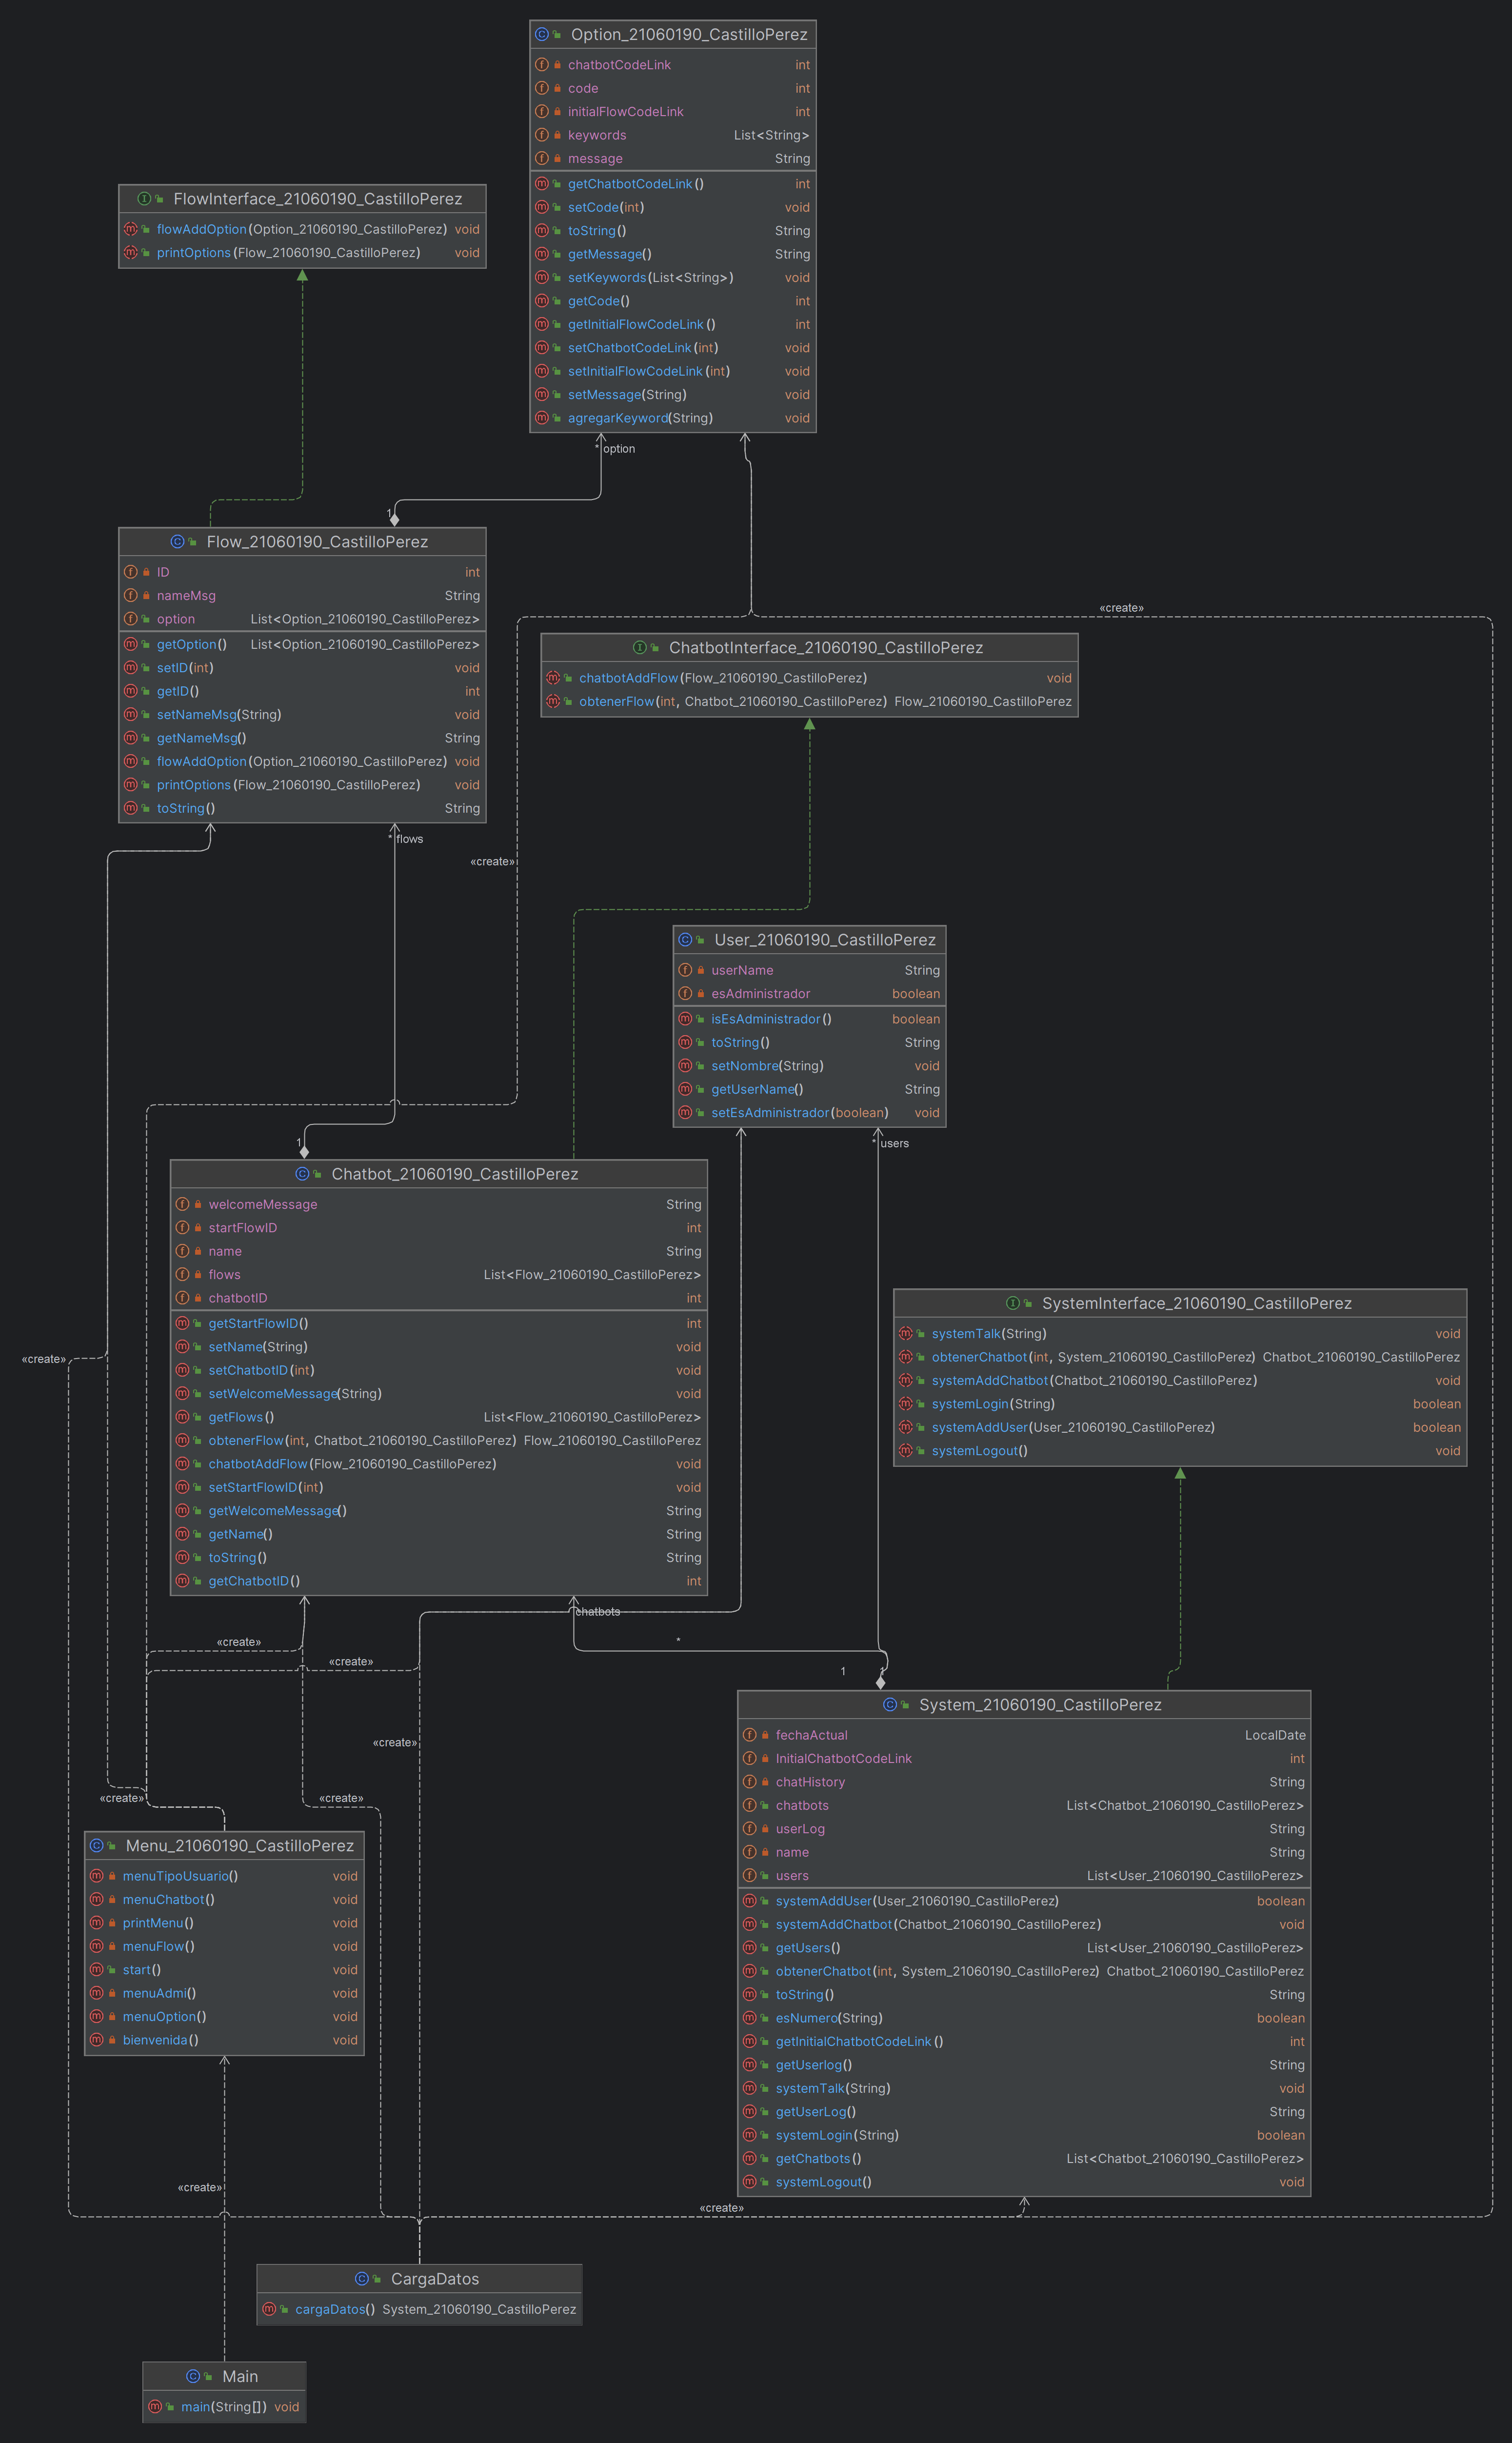 Option_21060190_CastilloPerez
chatbotCodeLink int
code int
initialFlowCodeLink int
keywords List<String>
message String
getChatbotCodeLink() int
setCode(int) void
toString() String
getMessage() String
setKeywords(List<String>) void
getCode() int
getInitialFlowCodeLink() int
setChatbotCodeLink(int) void
setInitialFlowCodeLink(int) void
setMessage(String) void
agregarKeyword(String) void
* option
FlowInterface_21060190_CastilloPerez
flowAddOption(Option_21060190_CastilloPerez) void
printOptions(Flow_21060190_CastilloPerez) void
1
Flow_21060190_CastilloPerez
ID int
nameMsg String
option List<Option_21060190_CastilloPerez>
getOption() List<Option_21060190_CastilloPerez>
setID(int) void
getID() int
setNameMsg(String) void
getNameMsg() String
flowAddOption(Option_21060190_CastilloPerez) void
printOptions(Flow_21060190_CastilloPerez) void
toString() String
* flows
«create»
«create»
ChatbotInterface_21060190_CastilloPerez
chatbotAddFlow(Flow_21060190_CastilloPerez) void
obtenerFlow(int, Chatbot_21060190_CastilloPerez) Flow_21060190_CastilloPerez
User_21060190_CastilloPerez
userName String
esAdministrador boolean
isEsAdministrador() boolean
toString() String
setNombre(String) void
getUserName() String
setEsAdministrador(boolean) void
* users
1
Chatbot_21060190_CastilloPerez
welcomeMessage String
startFlowID int
name String
flows List<Flow_21060190_CastilloPerez>
chatbotID int
getStartFlowID() int
setName(String) void
setChatbotID(int) void
setWelcomeMessage(String) void
getFlows() List<Flow_21060190_CastilloPerez>
obtenerFlow(int, Chatbot_21060190_CastilloPerez) Flow_21060190_CastilloPerez
chatbotAddFlow(Flow_21060190_CastilloPerez) void
setStartFlowID(int) void
getWelcomeMessage() String
getName() String
toString() String
getChatbotID() int
«create»
SystemInterface_21060190_CastilloPerez
systemTalk(String) void
obtenerChatbot(int, System_21060190_CastilloPerez) Chatbot_21060190_CastilloPerez
systemAddChatbot(Chatbot_21060190_CastilloPerez) void
systemLogin(String) boolean
systemAddUser(User_21060190_CastilloPerez) boolean
systemLogout() void
chatbots
*
«create»
«create»
1
1
«create»
«create»
«create»
System_21060190_CastilloPerez
fechaActual LocalDate
InitialChatbotCodeLink int
chatHistory String
chatbots List<Chatbot_21060190_CastilloPerez>
userLog String
name String
users List<User_21060190_CastilloPerez>
systemAddUser(User_21060190_CastilloPerez) boolean
systemAddChatbot(Chatbot_21060190_CastilloPerez) void
getUsers() List<User_21060190_CastilloPerez>
obtenerChatbot(int, System_21060190_CastilloPerez) Chatbot_21060190_CastilloPerez
toString() String
esNumero(String) boolean
getInitialChatbotCodeLink() int
getUserlog() String
systemTalk(String) void
getUserLog() String
systemLogin(String) boolean
getChatbots() List<Chatbot_21060190_CastilloPerez>
systemLogout() void
Menu_21060190_CastilloPerez
menuTipoUsuario() void
menuChatbot() void
printMenu() void
menuFlow() void
start() void
menuAdmi() void
menuOption() void
bienvenida() void
«create»
«create»
CargaDatos
cargaDatos() System_21060190_CastilloPerez
Main
main(String[]) void